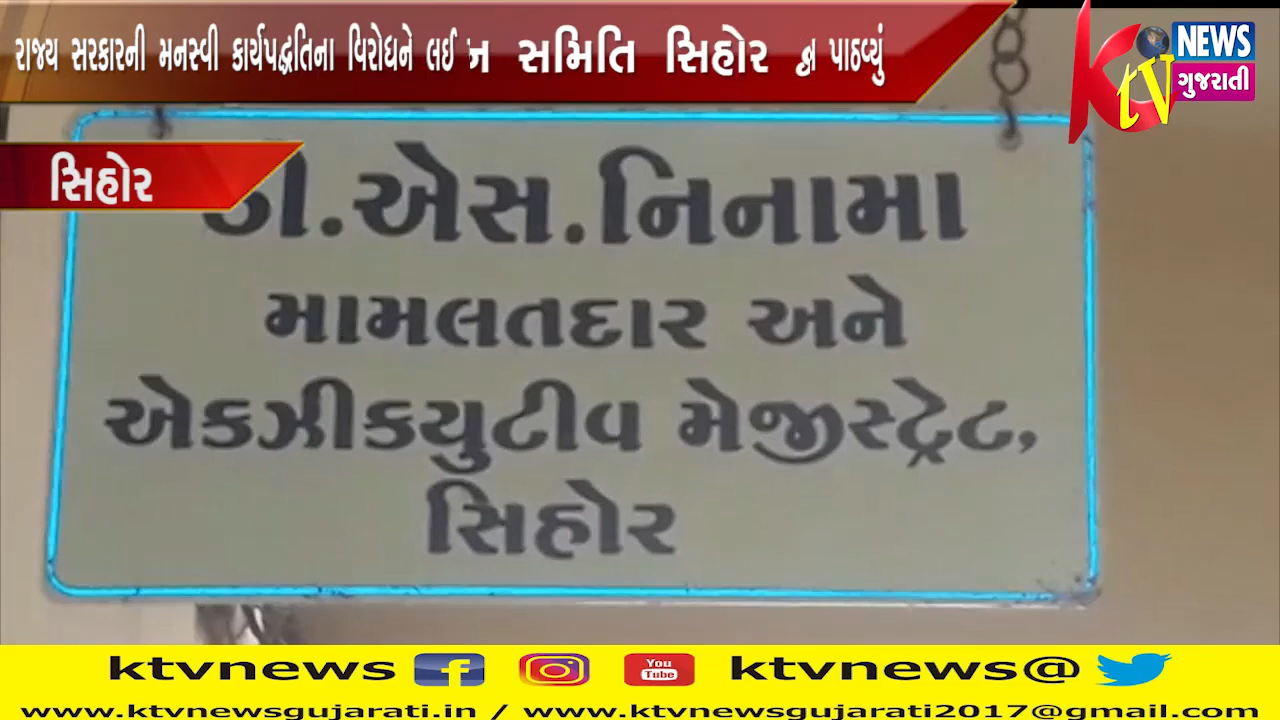 રાજ્ય સરકારની મનસ્વી કાર્યપદ્ધતિના વિરોધને લઈ સમિતિ સિહોર પાઠવ્યું
NEWS
Ktv ગુજરાતી
સિહોર
ડી.એસ.નિનામા
મામલતદાર અને
એકઝીકયુટીવ મેજીસ્ટ્રેટ,
સિહોર
ktvnews f You Tube ktvnews@
www.ktvnewsgujarati.in / www.ktvnewsgujarati2017@gmail.com